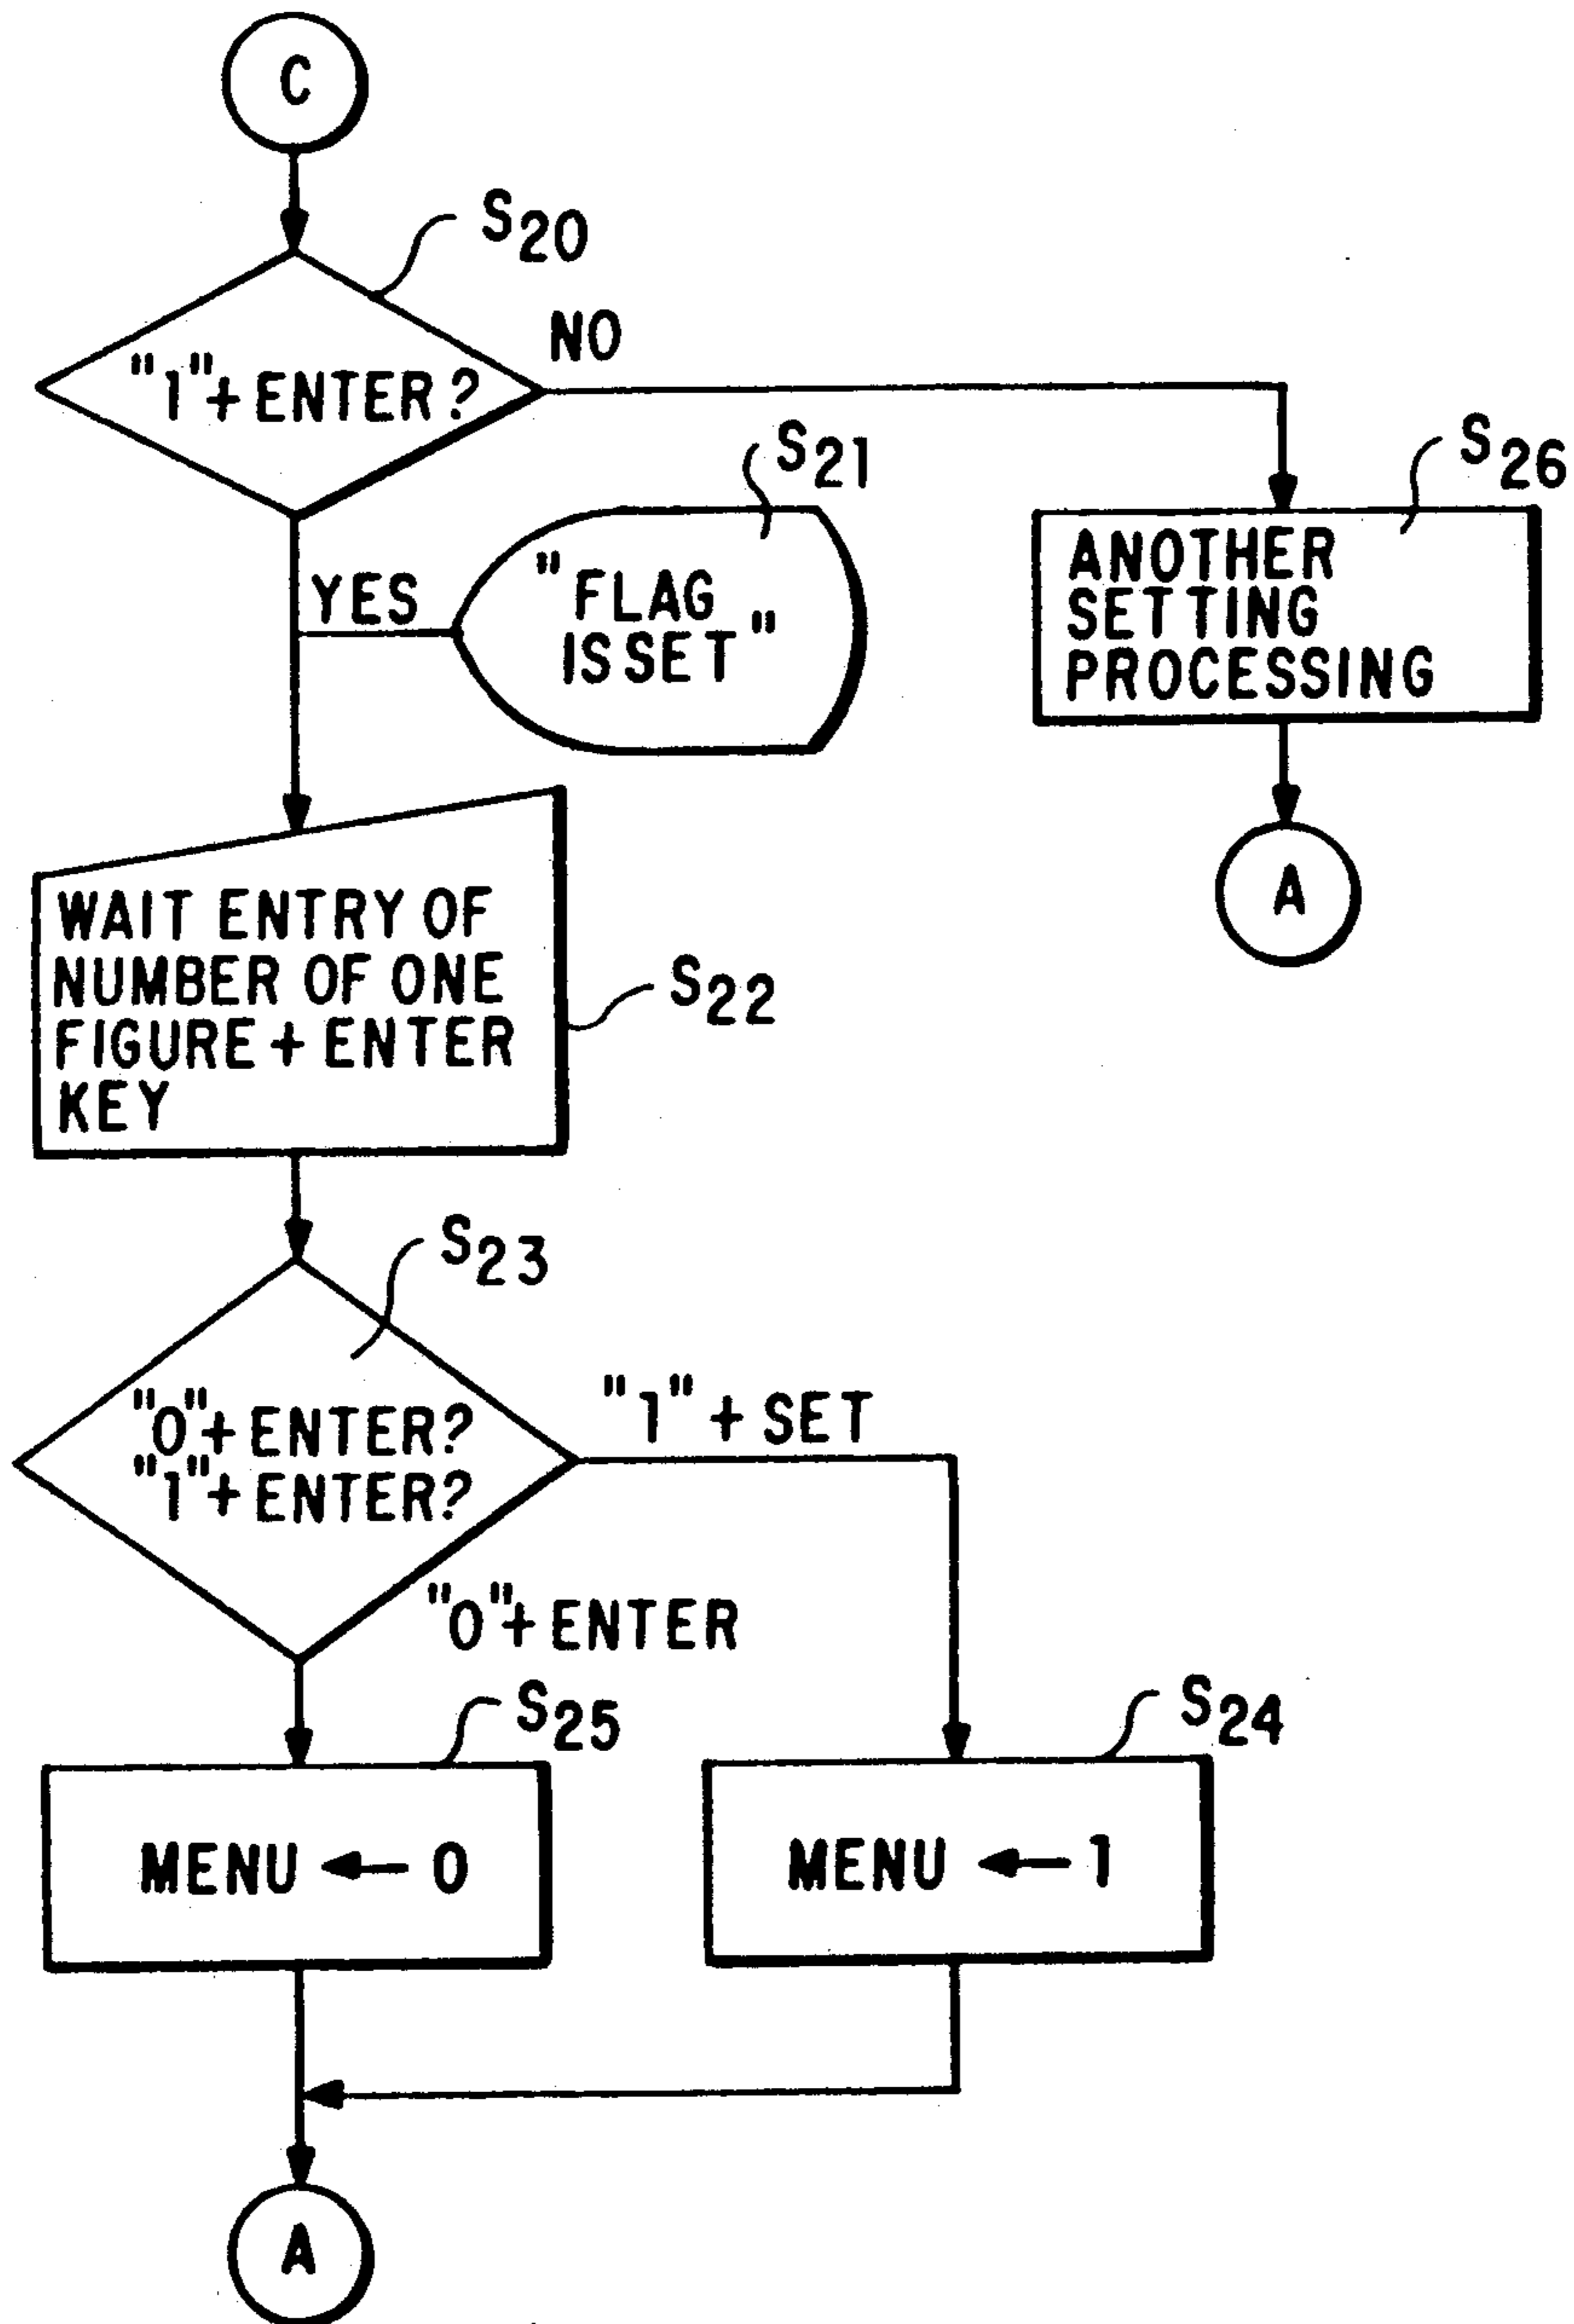 C
S20
"1"+ ENTER ?
NO
S21
S26
YES
"FLAG
IS SET"
ANOTHER
SETTING
PROCESSING
A
WAIT ENTRY OF
NUMBER OF ONE
FIGURE + ENTER
KEY
S22
S23
"0"+ ENTER?
"1"+ ENTER?
"1" + SET
"0"+ ENTER
S25
S24
MENU ← 0
MENU ← 1
A